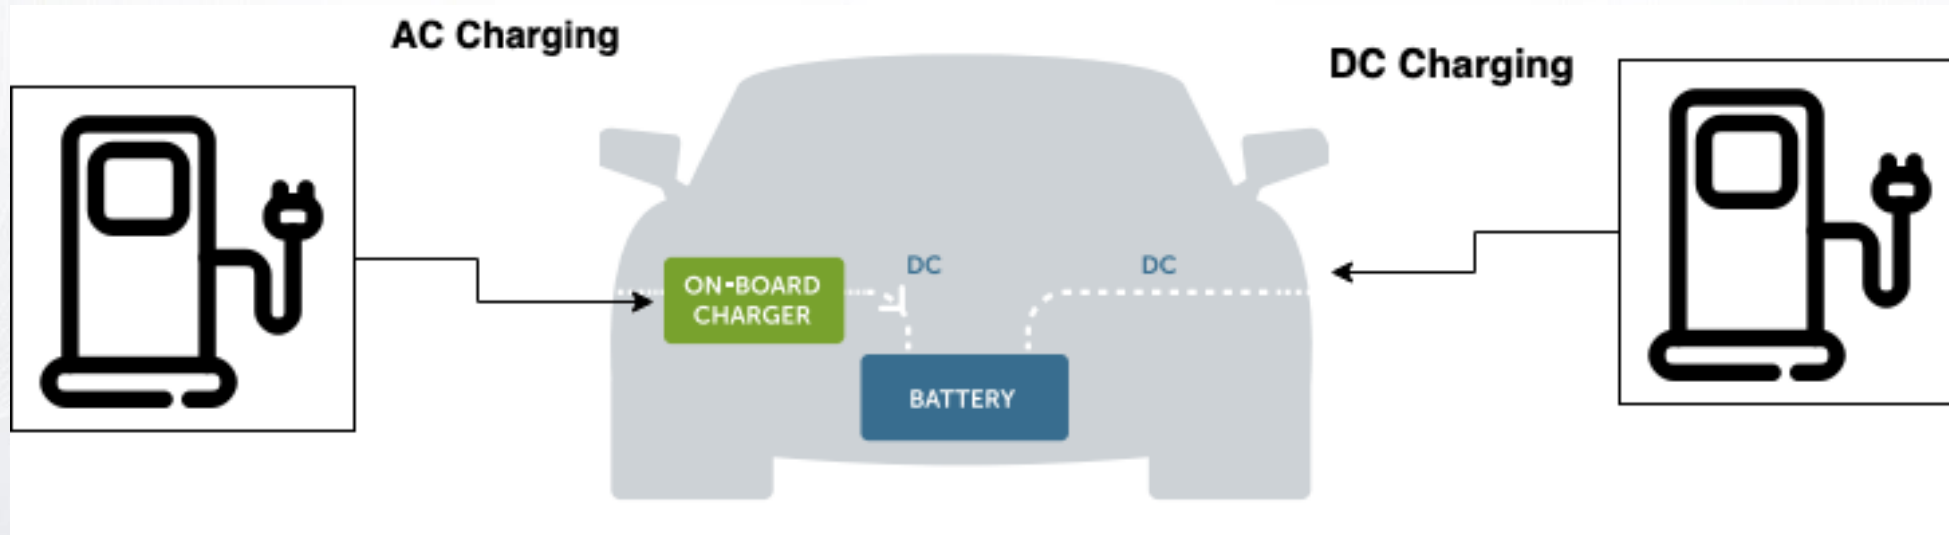 AC Charging
DC Charging
ON-BOARD
CHARGER
DC
DC
BATTERY